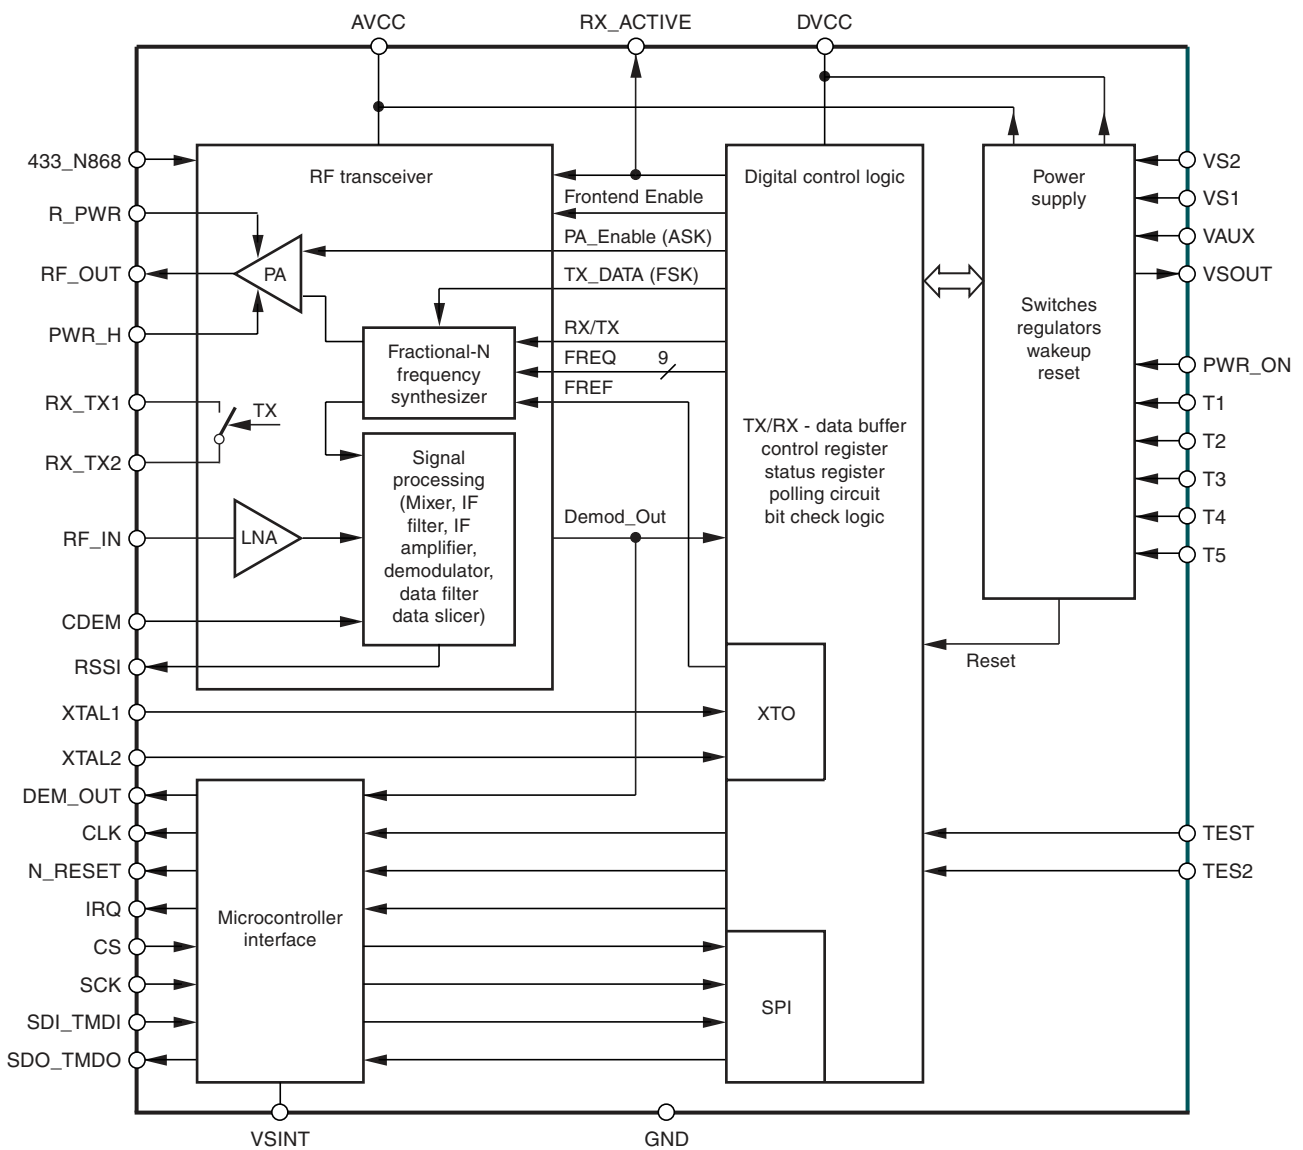 AVCC
RX_ACTIVE
DVCC
433_N868
R_PWR
RF_OUT
PWR_H
RX_TX1
RX_TX2
RF_IN
CDEM
RSSI
XTAL1
XTAL2
DEM_OUT
CLK
N_RESET
IRQ
CS
SCK
SDI_TMDI
SDO_TMDO
RF transceiver
PA
TX
LNA
Fractional-N
frequency
synthesizer
Signal
processing
(Mixer, IF
filter, IF
amplifier,
demodulator,
data filter
data slicer)
Frontend Enable
PA_Enable (ASK)
TX_DATA (FSK)
RX/TX
FREQ
9
FREF
Demod_Out
Digital control logic
TX/RX - data buffer
control register
status register
polling circuit
bit check logic
XTO
SPI
Microcontroller
interface
Power
supply
Switches
regulators
wakeup
reset
Reset
VS2
VS1
VAUX
VSOUT
PWR_ON
T1
T2
T3
T4
T5
TEST
TES2
VSINT
GND